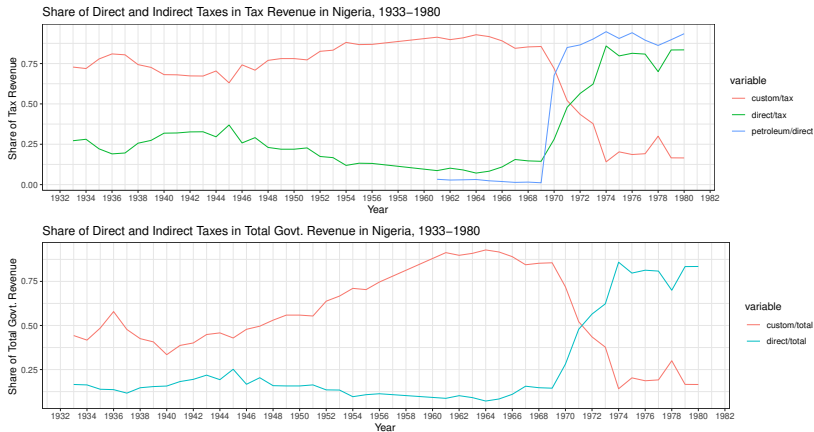 Share of Direct and Indirect Taxes in Tax Revenue in Nigeria, 1933−1980
Share of Tax Revenue
0.75
0.50
0.25
0.00
1932 1934 1936 1938 1940 1942 1944 1946 1948 1950 1952 1954 1956 1958 1960 1962 1964 1966 1968 1970 1972 1974 1976 1978 1980 1982
Year
variable
custom/tax
direct/tax
petroleum/direct
Share of Direct and Indirect Taxes in Total Govt. Revenue in Nigeria, 1933−1980
Share of Total Govt. Revenue
0.75
0.50
0.25
1932 1934 1936 1938 1940 1942 1944 1946 1948 1950 1952 1954 1956 1958 1960 1962 1964 1966 1968 1970 1972 1974 1976 1978 1980 1982
Year
variable
custom/total
direct/total